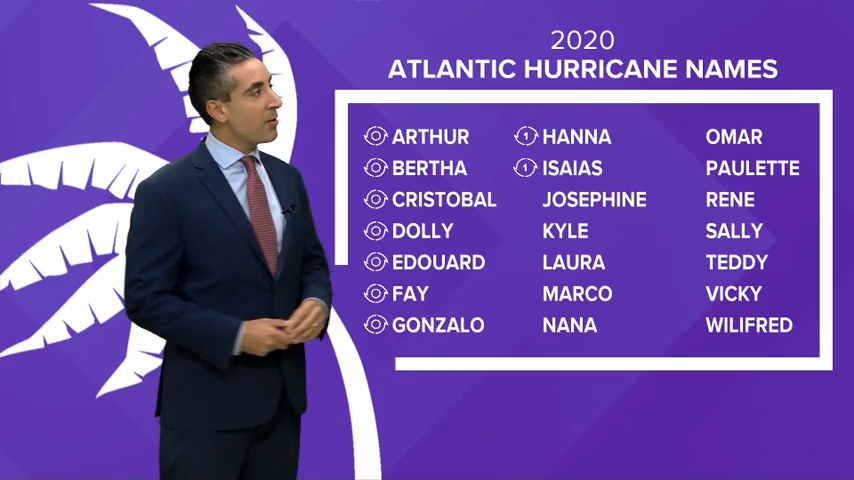 2020
ATLANTIC HURRICANE NAMES
ARTHUR
BERTHA
CRISTOBAL
DOLLY
EDOUARD
FAY
GONZALO
1 HANNA
1 ISAIAS
JOSEPHINE
KYLE
LAURA
MARCO
NANA
OMAR
PAULETTE
RENE
SALLY
TEDDY
VICKY
WILIFRED